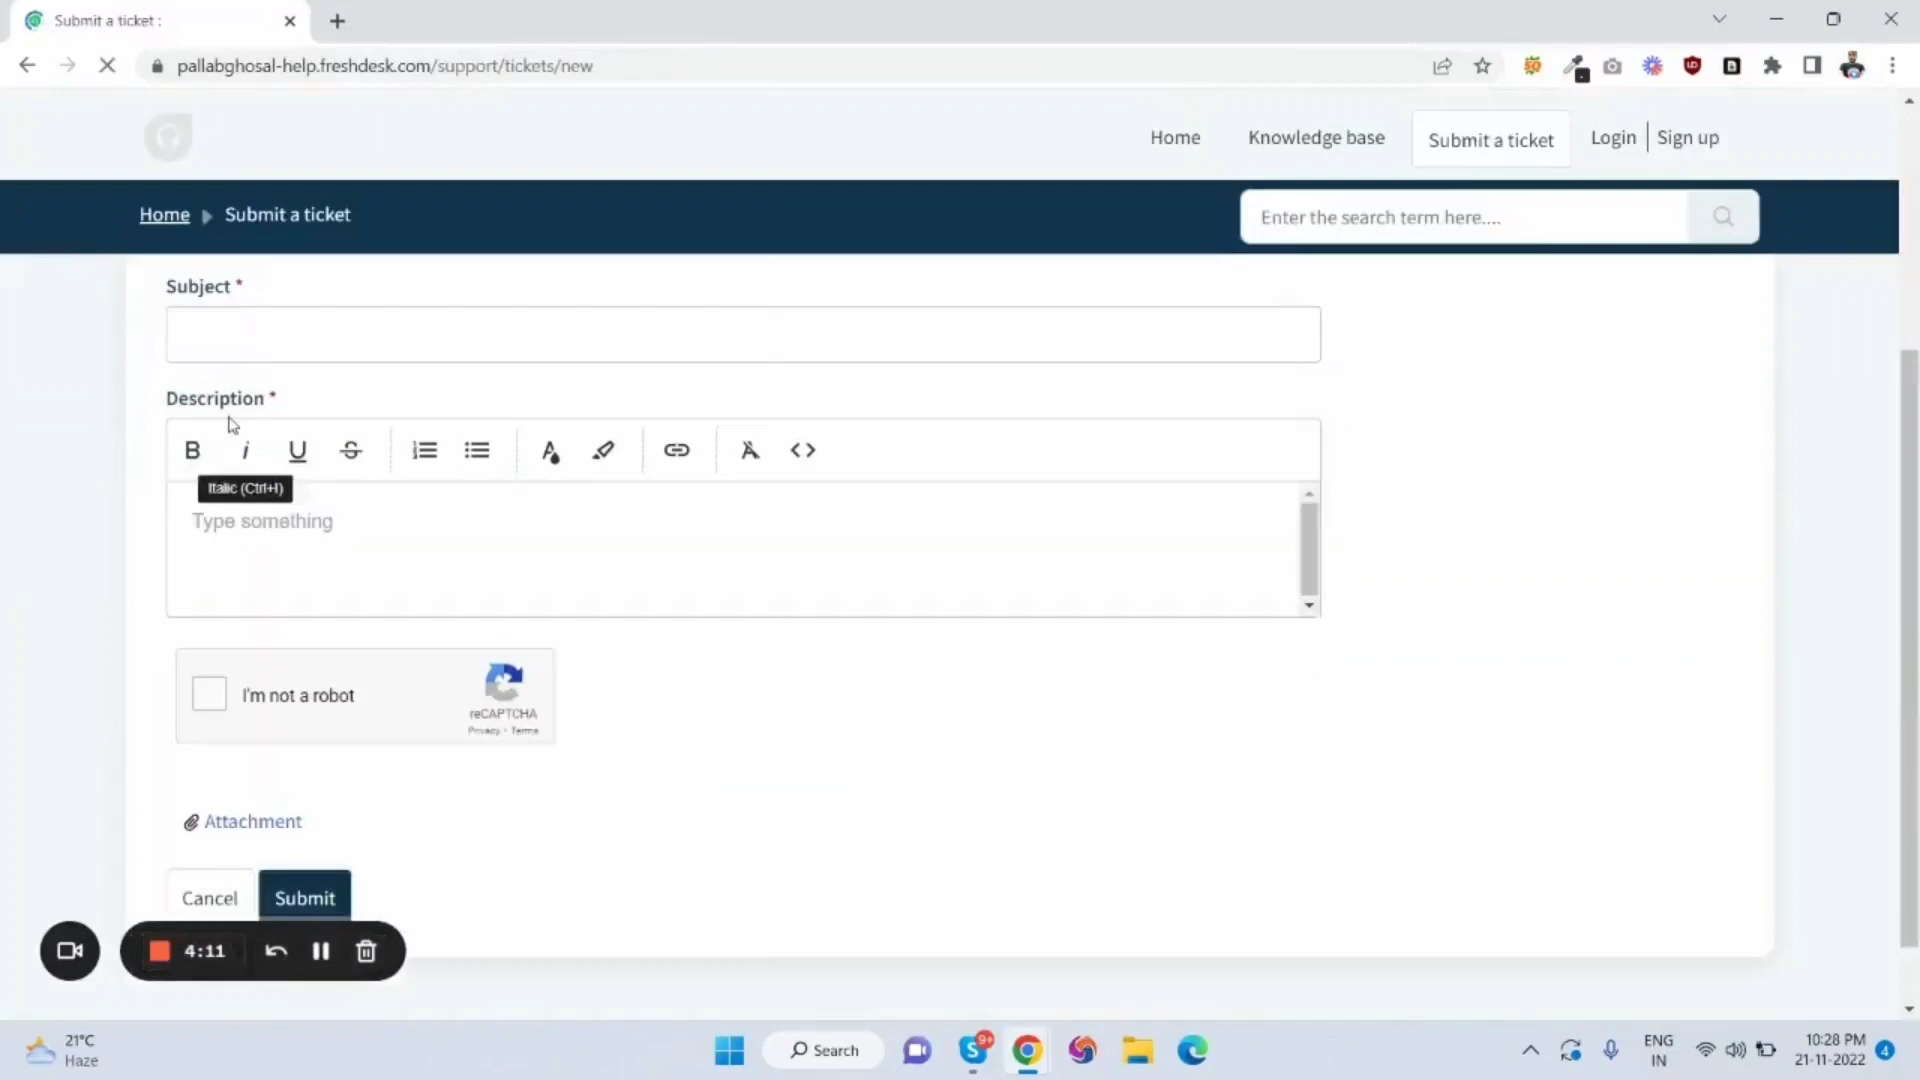 Submit a ticket :
pallabghosal-help.freshdesk.com/support/tickets/new
Home
Knowledge base
Submit a ticket
Login
Sign up
Home
Submit a ticket
Enter the search term here....
Subject *
Description *
B i U S
Italic (Ctrl+I)
Type something
I'm not a robot
reCAPTCHA
Privacy - Terms
Attachment
Cancel
Submit
4:11
21°C
Haze
Search
9+
ENG
IN
10:28 PM
21-11-2022
4